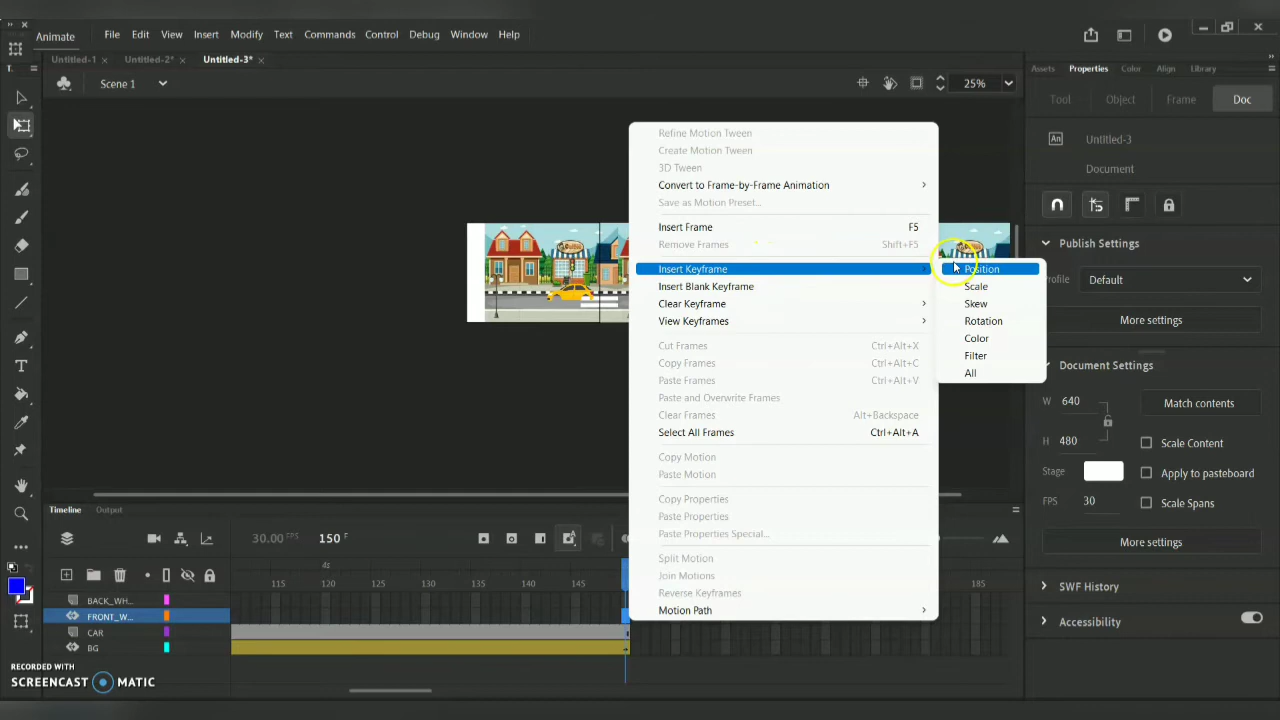 Animate File Edit View Insert Modify Text Commands Control Debug Window Help
Untitled-1 Untitled-2* Untitled-3*
Scene 1 25%
Assets Properties Color Align Library
Tool Object Frame Doc
An Untitled-3
Document
Publish Settings
Profile Default
More settings
Document Settings
W 640 Match contents
H 480 Scale Content
Stage Apply to pasteboard
FPS 30 Scale Spans
More settings
SWF History
Accessibility
Refine Motion Tween
Create Motion Tween
3D Tween
Convert to Frame-by-Frame Animation
Save as Motion Preset...
Insert Frame F5
Remove Frames Shift+F5
Insert Keyframe
Insert Blank Keyframe
Clear Keyframe
View Keyframes
Cut Frames Ctrl+Alt+X
Copy Frames Ctrl+Alt+C
Paste Frames Ctrl+Alt+V
Paste and Overwrite Frames
Clear Frames Alt+Backspace
Select All Frames Ctrl+Alt+A
Copy Motion
Paste Motion
Copy Properties
Paste Properties
Paste Properties Special...
Split Motion
Join Motions
Reverse Keyframes
Motion Path
Position
Scale
Skew
Rotation
Color
Filter
All
Timeline Output
30.00 FPS 150 F
4s
115 120 125 130 135 140 145 185
BACK_WH...
FRONT_W...
CAR
BG
RECORDED WITH
SCREENCAST MATIC